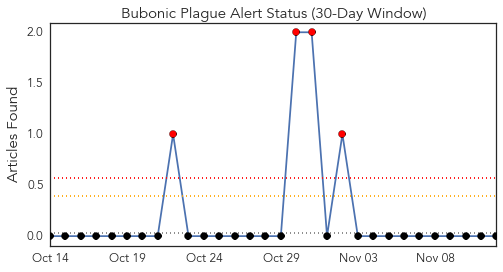 Bubonic Plague Alert Status (30-Day Window)
Articles Found
2.0
1.5
1.0
0.5
0.0
Oct 14 Oct 19 Oct 24 Oct 29 Nov 03 Nov 08